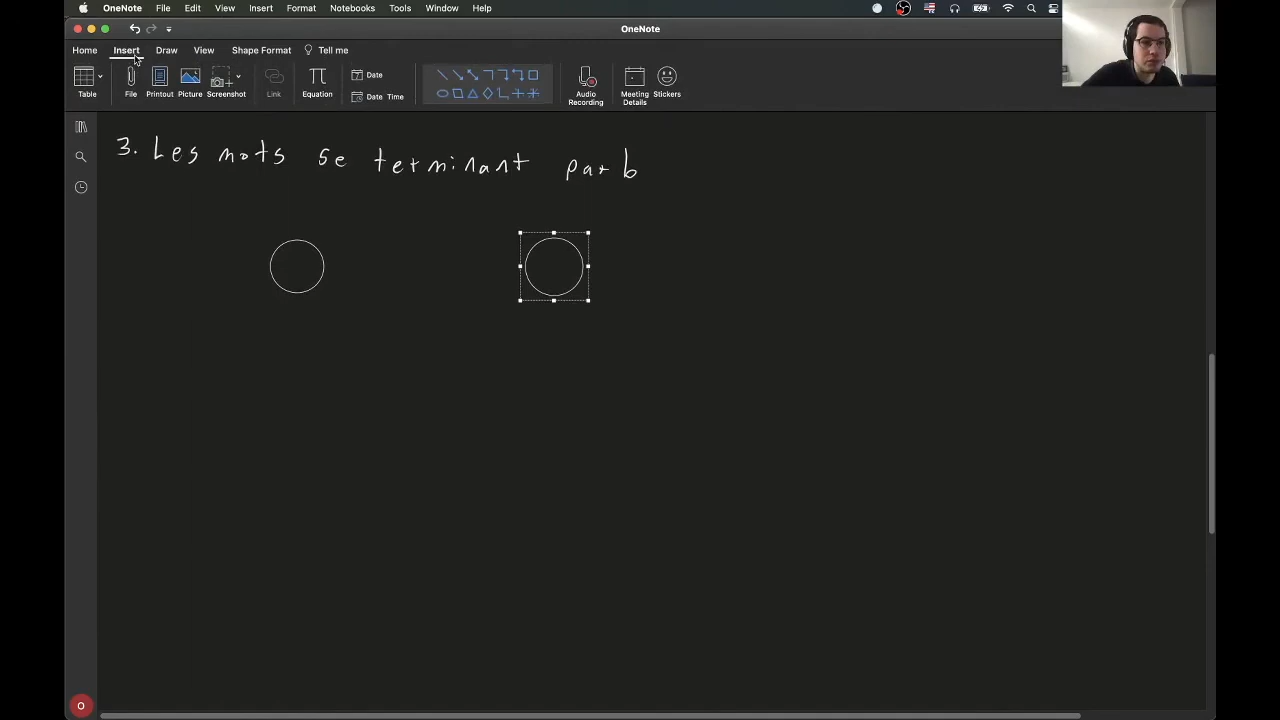 OneNote File Edit View Insert Format Notebooks Tools Window Help
OneNote
Home Insert Draw View Shape Format Tell me
Table File Printout Picture Screenshot Link Equation Date Date Time Audio Recording Meeting Details Stickers
3. Les mots se terminant par b
O